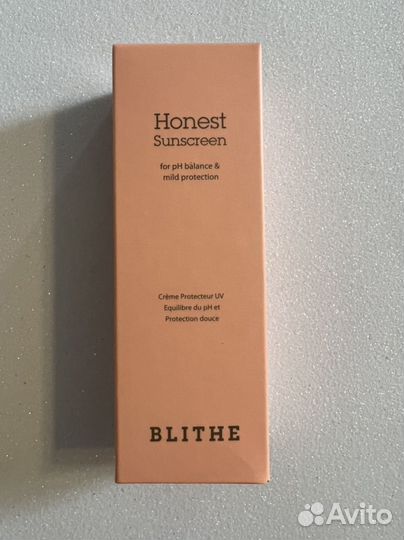 Honest
Sunscreen
for pH balance &
mild protection
Crème Protecteur UV
Equilibre du pH et
Protection douce
BLITHE
Avito